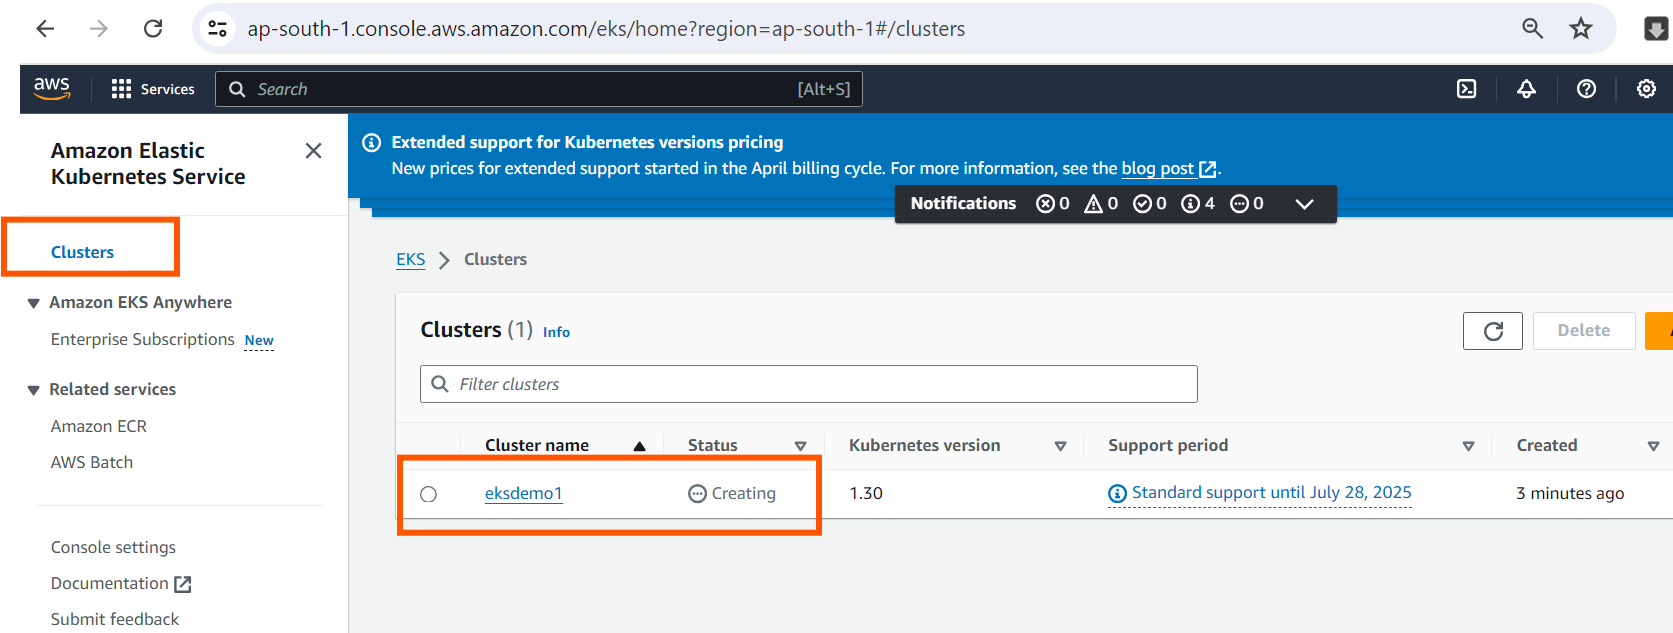 ap-south-1.console.aws.amazon.com/eks/home?region=ap-south-1#/clusters
aws Services Search [Alt+S]
Amazon Elastic
Kubernetes Service
Clusters
Amazon EKS Anywhere
Enterprise Subscriptions New
Related services
Amazon ECR
AWS Batch
Console settings
Documentation
Submit feedback
Extended support for Kubernetes versions pricing
New prices for extended support started in the April billing cycle. For more information, see the blog post.
Notifications 0 0 0 4 0
EKS > Clusters
Clusters (1) Info
Delete
Filter clusters
Cluster name Status Kubernetes version Support period Created
eksdemo1 Creating 1.30 Standard support until July 28, 2025 3 minutes ago